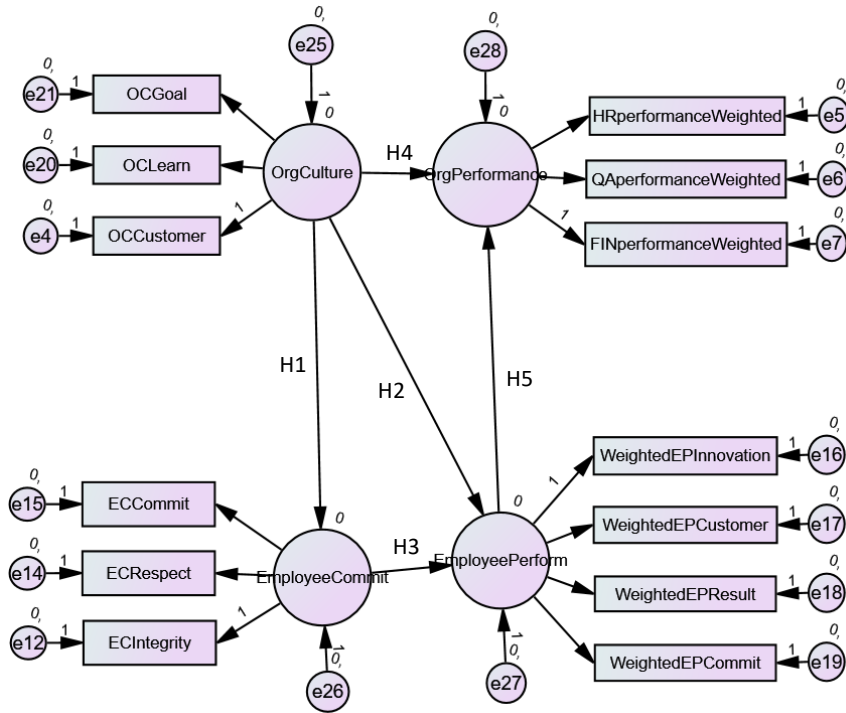 0,
e25
0,
e28
0,
e21
1
OCGoal
1
0
1
0
HRperformanceWeighted
1
0,
e5
0,
e20
1
OCLearn
OrgCulture
H4
OrgPerformance
QAperformanceWeighted
1
0,
e6
0,
e4
1
OCCustomer
1
1
FINperformanceWeighted
1
0,
e7
H1
H2
H5
0,
e15
1
ECCommit
0
0
1
WeightedEPInnovation
1
0,
e16
0,
e14
1
ECRespect
EmployeeCommit
H3
EmployeePerform
WeightedEPCustomer
1
0,
e17
0,
e12
1
ECIntegrity
1
WeightedEPResult
1
0,
e18
1
0,
e26
1
0,
e27
WeightedEPCommit
1
0,
e19